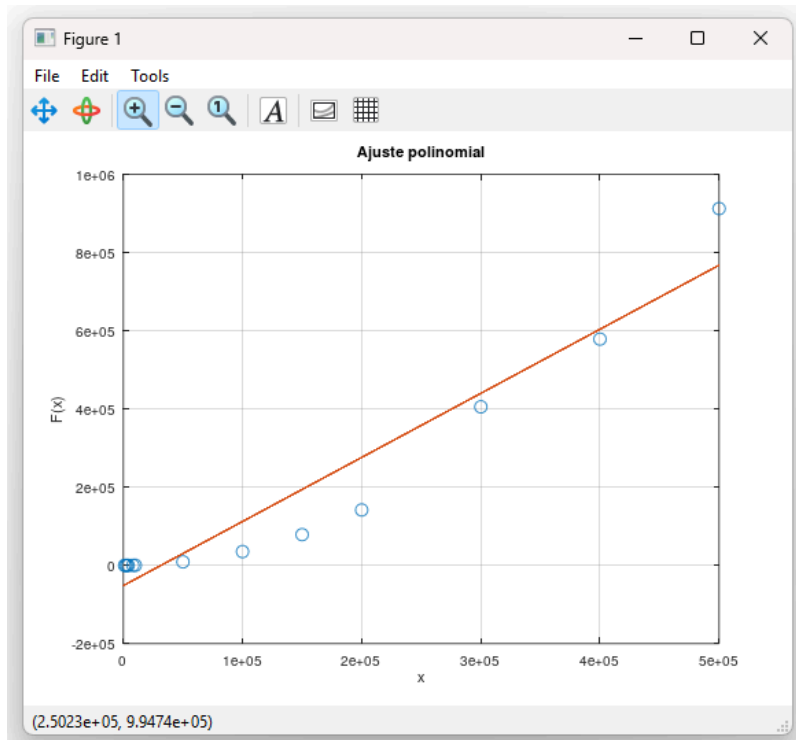 Figure 1
File Edit Tools
A
Ajuste polinomial
1e+06
8e+05
6e+05
4e+05
2e+05
0
-2e+05
F(x)
0 1e+05 2e+05 3e+05 4e+05 5e+05
x
(2.5023e+05, 9.9474e+05)